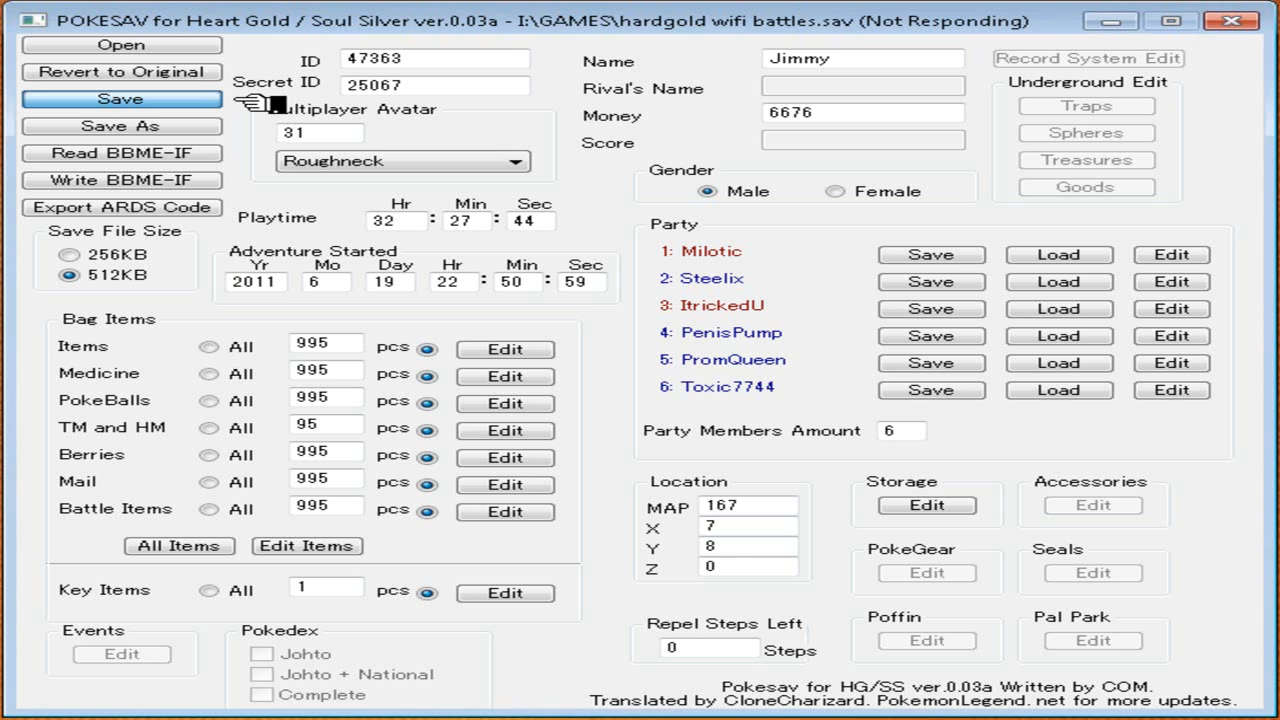 POKESAV for Heart Gold / Soul Silver ver.0.03a - I:\GAMES\hardgold wifi battles.sav (Not Responding)
Open
Revert to Original
Save
Save As
Read BBME-IF
Write BBME-IF
Export ARDS Code
Save File Size
256KB
512KB
ID 47363
Secret ID 25067
ultiplayer Avatar
31
Roughneck
Playtime
Hr Min Sec
32 : 27 : 44
Adventure Started
Yr Mo Day Hr Min Sec
2011 6 19 22 : 50 : 59
Name Jimmy
Rival's Name
Money 6676
Score
Gender
Male Female
Record System Edit
Underground Edit
Traps
Spheres
Treasures
Goods
Party
1: Milotic Save Load Edit
2: Steelix Save Load Edit
3: ItrickedU Save Load Edit
4: PenisPump Save Load Edit
5: PromQueen Save Load Edit
6: Toxic7744 Save Load Edit
Party Members Amount 6
Bag Items
Items All 995 pcs Edit
Medicine All 995 pcs Edit
PokeBalls All 995 pcs Edit
TM and HM All 95 pcs Edit
Berries All 995 pcs Edit
Mail All 995 pcs Edit
Battle Items All 995 pcs Edit
All Items Edit Items
Key Items All 1 pcs Edit
Events
Edit
Pokedex
Johto
Johto + National
Complete
Location
MAP 167
X 7
Y 8
Z 0
Repel Steps Left
0 Steps
Storage
Edit
Accessories
Edit
PokeGear
Edit
Seals
Edit
Poffin
Edit
Pal Park
Edit
Pokesav for HG/SS ver.0.03a Written by COM.
Translated by CloneCharizard. PokemonLegend. net for more updates.